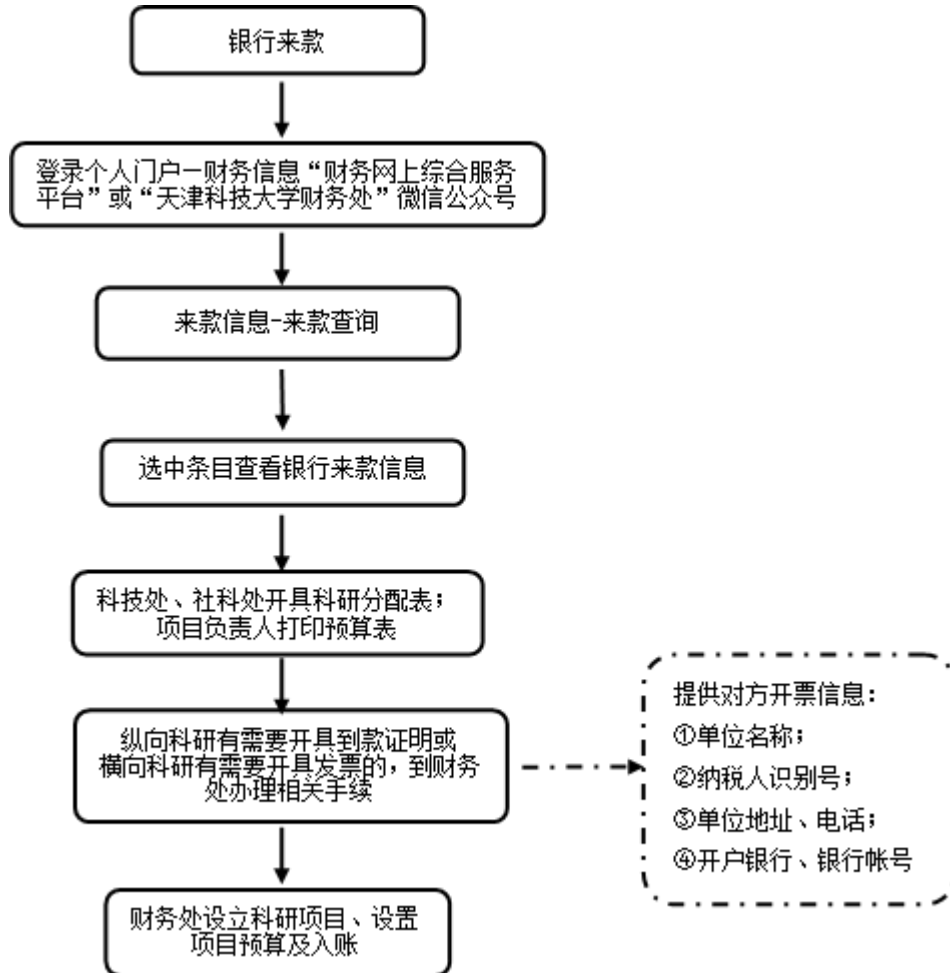 银行来款
登录个人门户—财务信息“财务网上综合服务
平台”或“天津科技大学财务处”微信公众号
来款信息-来款查询
选中条目查看银行来款信息
科技处、社科处开具科研分配表；
项目负责人打印预算表
纵向科研有需要开具到款证明或
横向科研有需要开具发票的，到财务
处办理相关手续
提供对方开票信息：
①单位名称；
②纳税人识别号；
③单位地址、电话；
④开户银行、银行帐号
财务处设立科研项目、设置
项目预算及入账